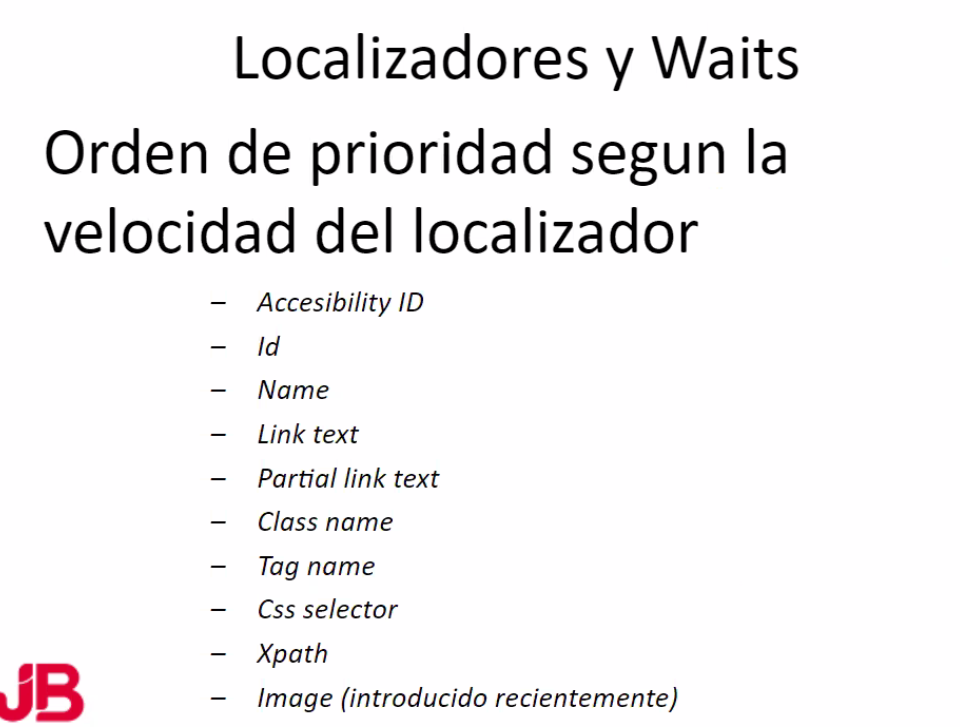 Localizadores y Waits
Orden de prioridad segun la
velocidad del localizador
– Accesibility ID
– Id
– Name
– Link text
– Partial link text
– Class name
– Tag name
– Css selector
– Xpath
– Image (introducido recientemente)
JB